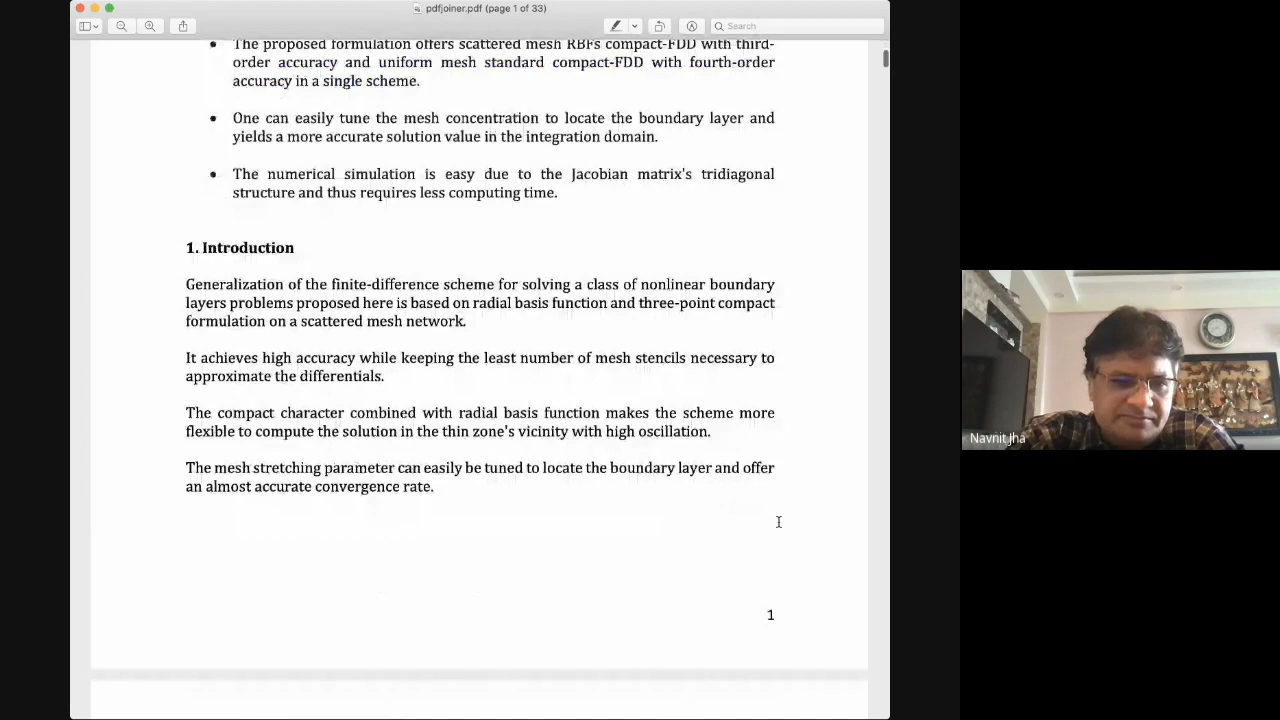 pdfjoiner.pdf (page 1 of 33)
Search
The proposed formulation offers scattered mesh RBFs compact-FDD with third-
order accuracy and uniform mesh standard compact-FDD with fourth-order
accuracy in a single scheme.
One can easily tune the mesh concentration to locate the boundary layer and
yields a more accurate solution value in the integration domain.
The numerical simulation is easy due to the Jacobian matrix's tridiagonal
structure and thus requires less computing time.
1. Introduction
Generalization of the finite-difference scheme for solving a class of nonlinear boundary
layers problems proposed here is based on radial basis function and three-point compact
formulation on a scattered mesh network.
It achieves high accuracy while keeping the least number of mesh stencils necessary to
approximate the differentials.
The compact character combined with radial basis function makes the scheme more
flexible to compute the solution in the thin zone's vicinity with high oscillation.
The mesh stretching parameter can easily be tuned to locate the boundary layer and offer
an almost accurate convergence rate.
1
Navnit Jha